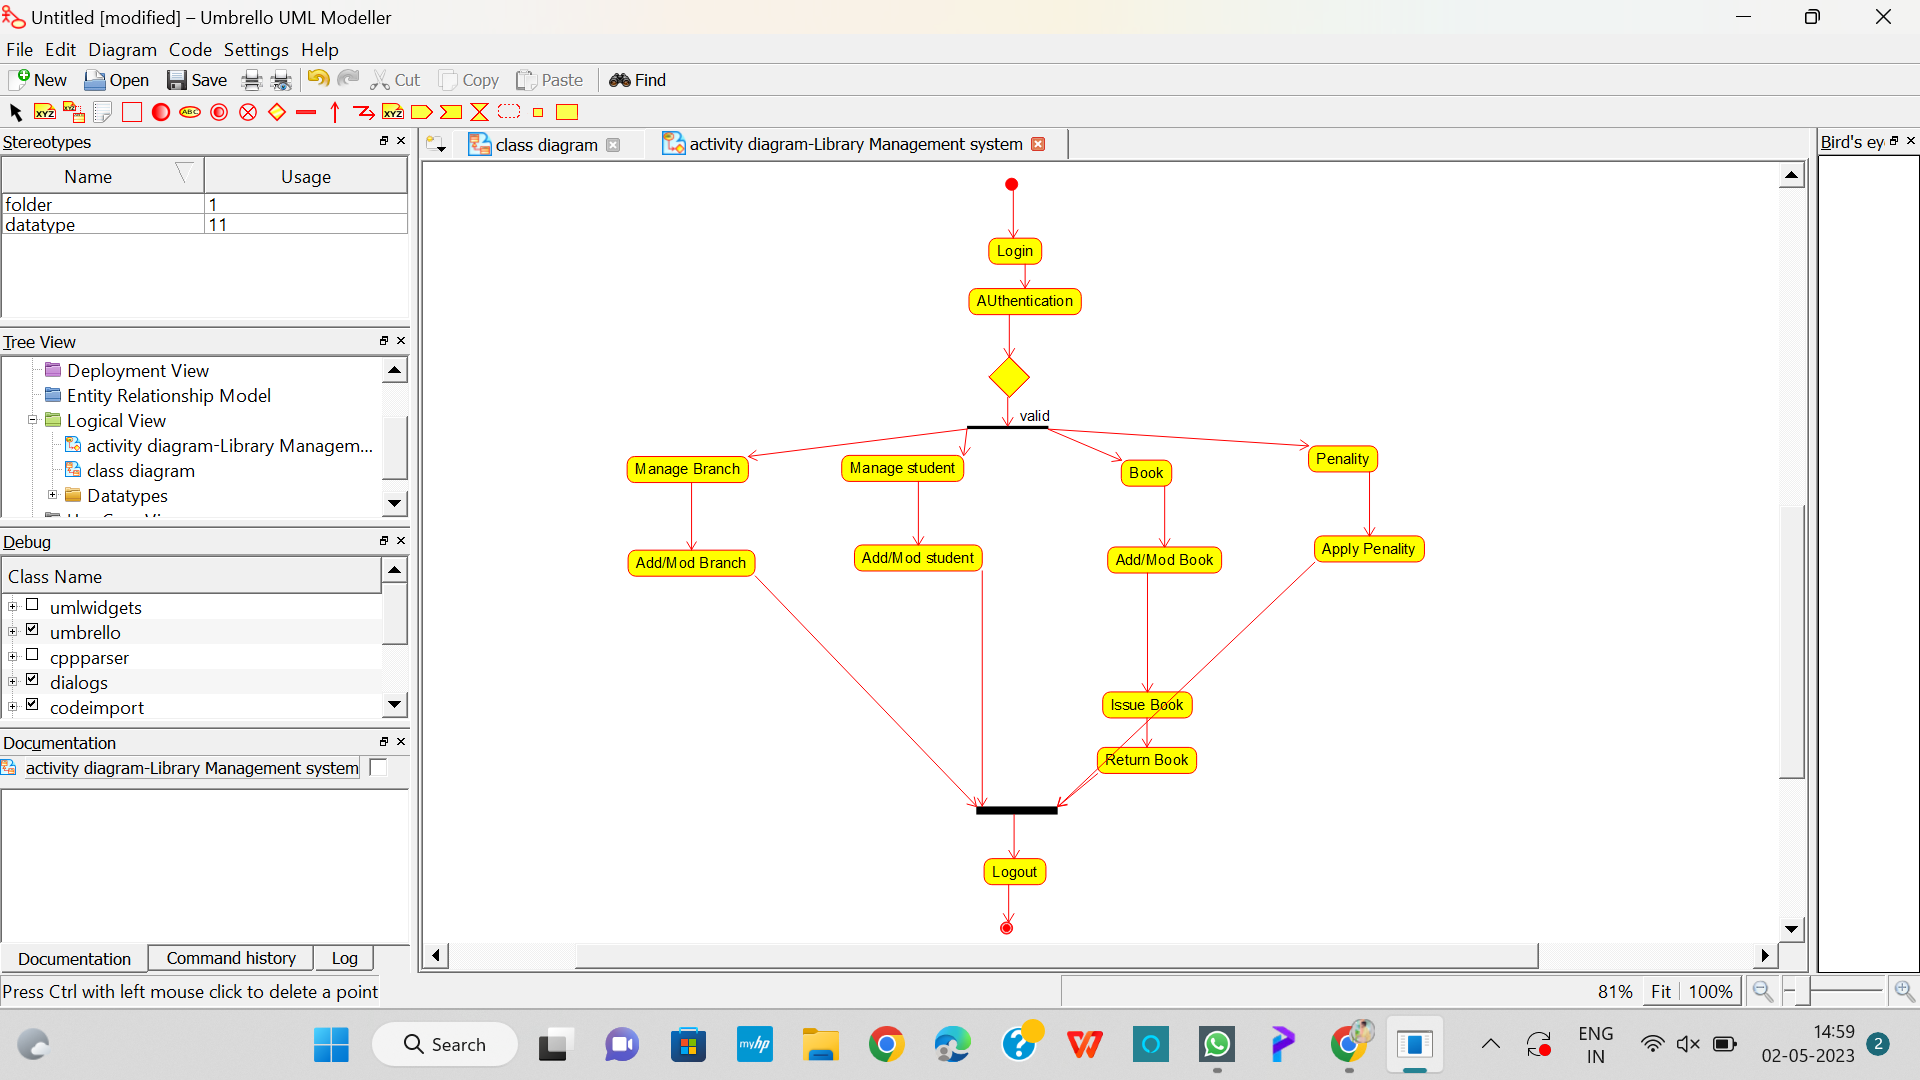 Untitled [modified] – Umbrello UML Modeller
File Edit Diagram Code Settings Help
New Open Save Cut Copy Paste Find
XYZ XYZ ABC XYZ
Stereotypes
Name Usage
folder 1
datatype 11
Tree View
Deployment View
Entity Relationship Model
Logical View
activity diagram-Library Managem...
class diagram
Datatypes
Debug
Class Name
umlwidgets
umbrello
cppparser
dialogs
codeimport
Documentation
activity diagram-Library Management system
Documentation Command history Log
Press Ctrl with left mouse click to delete a point
class diagram activity diagram-Library Management system
Bird's ey
Login
AUthentication
valid
Manage Branch Manage student Book Penality
Add/Mod Branch Add/Mod student Add/Mod Book Apply Penality
Issue Book
Return Book
Logout
81% Fit 100%
Search
myhp
ENG
IN
14:59
02-05-2023
2